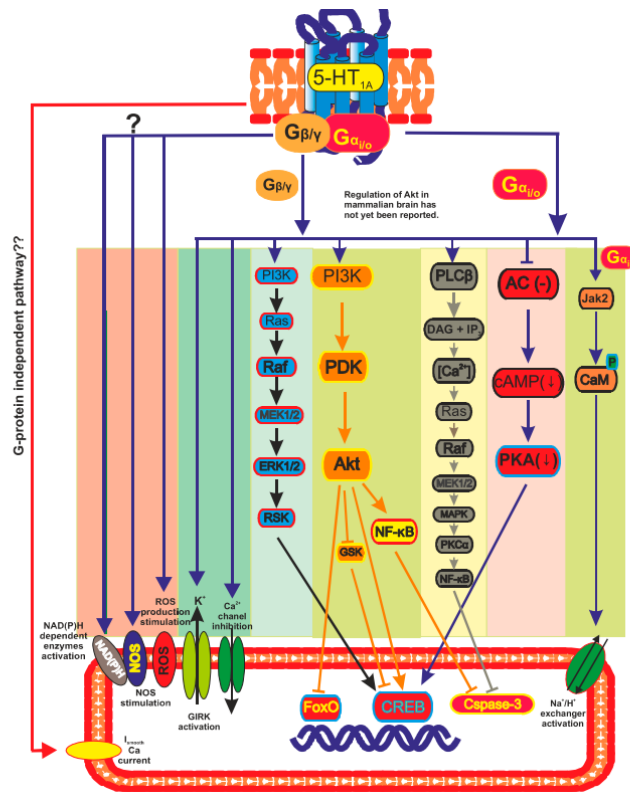 5-HT1A
?
Gβ/γ
Gαi/o
Gβ/γ
Regulation of Akt in
mammalian brain has
not yet been reported.
Gαi/o
G-protein independent pathway??
PI3K
PI3K
PLCβ
AC (-)
Jak2
Ras
DAG + IP3
P
Raf
PDK
[Ca2+]
cAMP(↓)
CaM
MEK1/2
Ras
ERK1/2
Akt
Raf
PKA(↓)
RSK
MEK1/2
NF-κB
MAPK
GSK
PKCα
NF-κB
ROS
production
stimulation
K+
Ca2+
chanel
inhibition
NAD(P)H
dependent
enzymes
activation
NAD(P)H
NOS
ROS
NOS
stimulation
GIRK
activation
FoxO
CREB
Cspase-3
Na+/H+
exchanger
activation
Ca
current